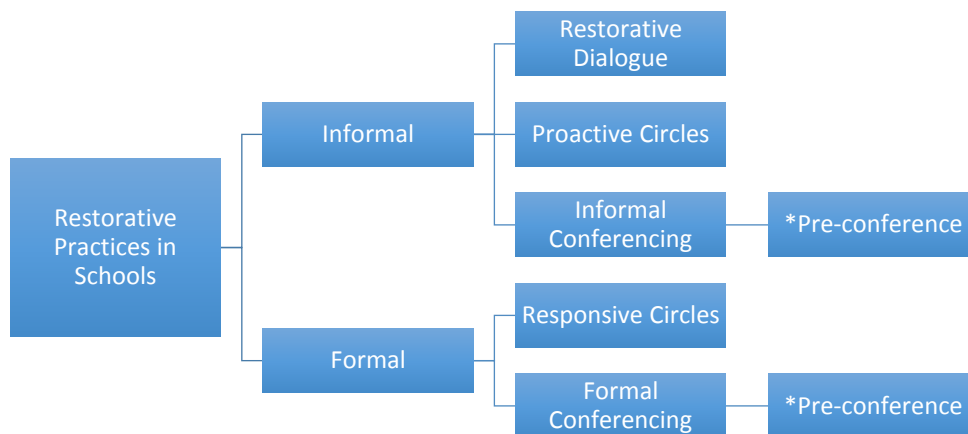 Restorative
Practices in
Schools
Informal
Restorative
Dialogue
Proactive Circles
Informal
Conferencing
*Pre-conference
Formal
Responsive Circles
Formal
Conferencing
*Pre-conference